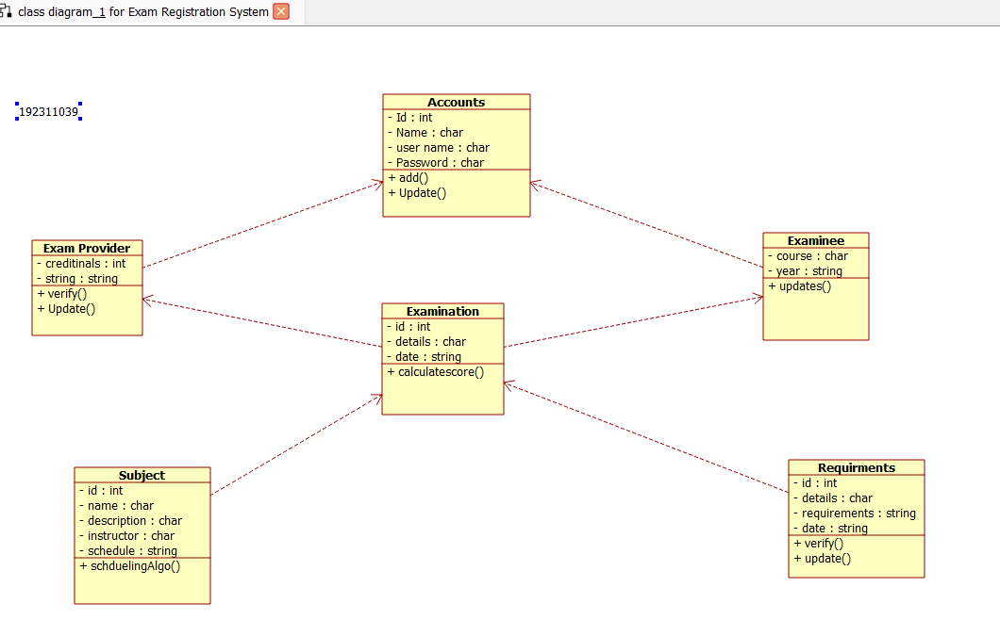 class diagram_1 for Exam Registration System
192311039
Accounts
- Id : int
- Name : char
- user name : char
- Password : char
+ add()
+ Update()
Exam Provider
- creditinals : int
- string : string
+ verify()
+ Update()
Examinee
- course : char
- year : string
+ updates()
Examination
- id : int
- details : char
- date : string
+ calculatescore()
Subject
- id : int
- name : char
- description : char
- instructor : char
- schedule : string
+ schduelingAlgo()
Requirments
- id : int
- details : char
- requirements : string
- date : string
+ verify()
+ update()